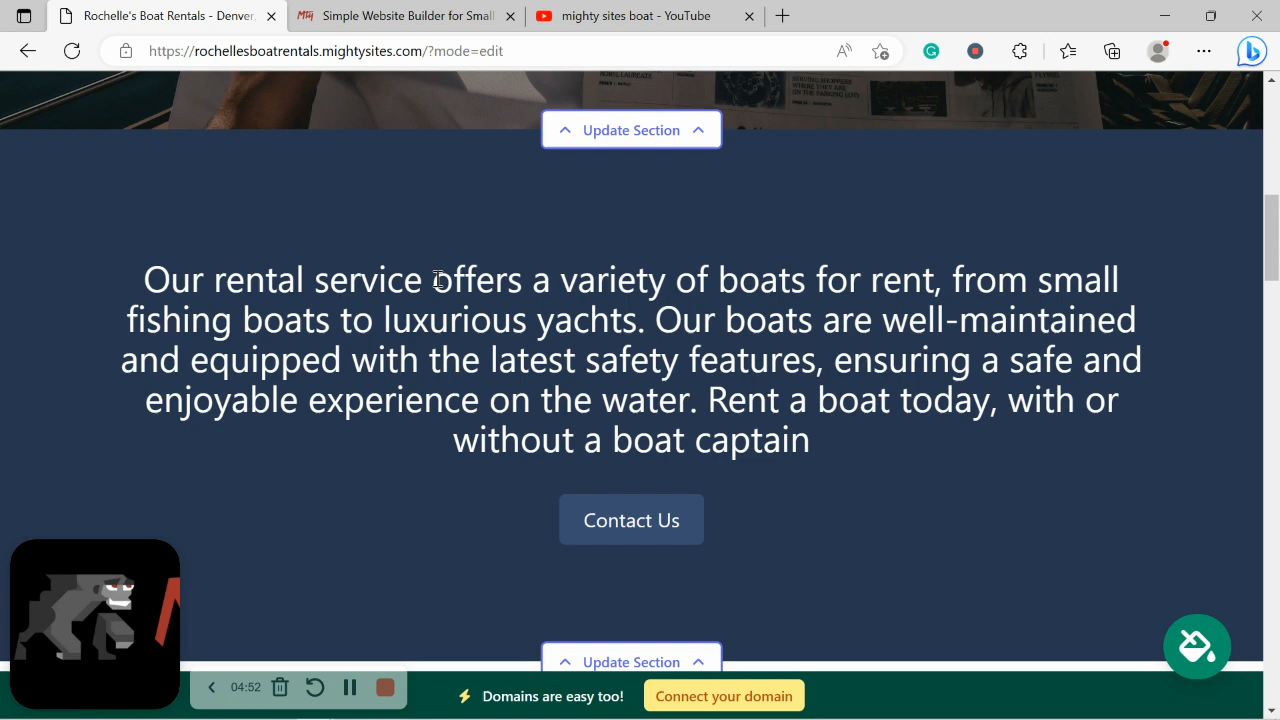 Rochelle's Boat Rentals - Denver,
Simple Website Builder for Small
mighty sites boat - YouTube
https://rochellesboatrentals.mightysites.com/?mode=edit
Update Section
Our rental service offers a variety of boats for rent, from small
fishing boats to luxurious yachts. Our boats are well-maintained
and equipped with the latest safety features, ensuring a safe and
enjoyable experience on the water. Rent a boat today, with or
without a boat captain
Contact Us
Update Section
04:52
Domains are easy too!
Connect your domain